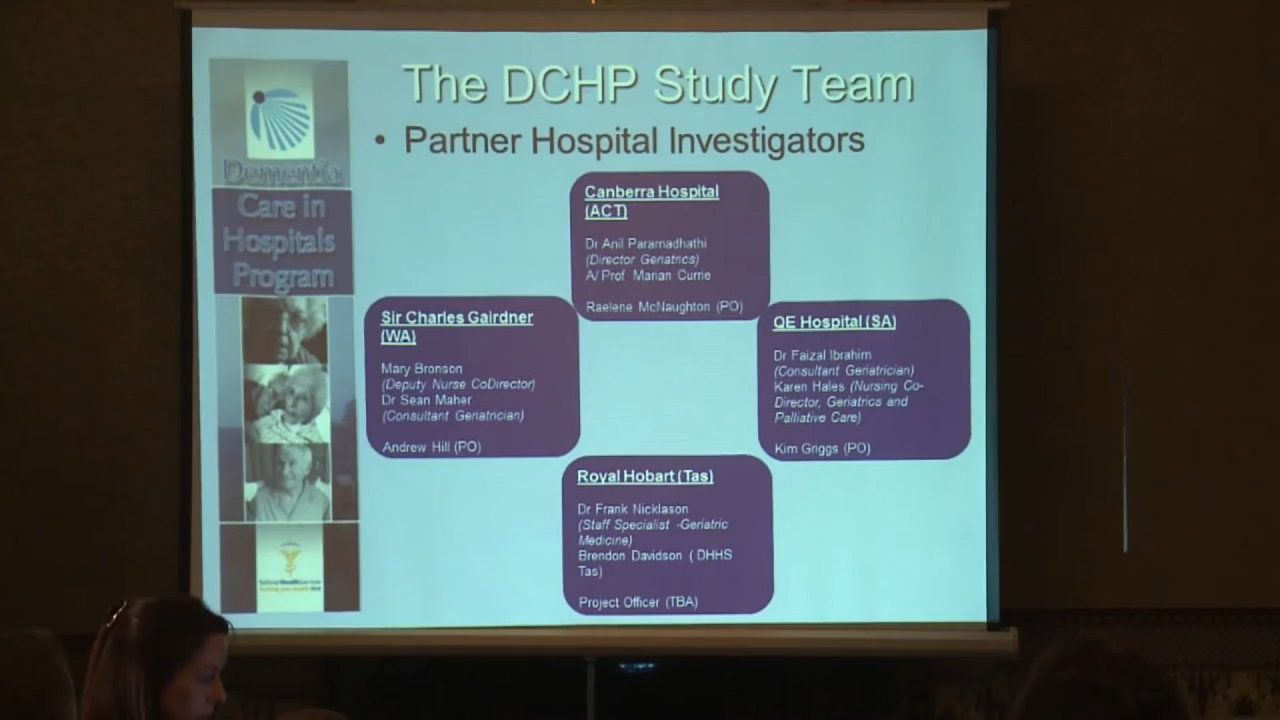 The DCHP Study Team
• Partner Hospital Investigators
Dementia
Care in
Hospitals
Program
Canberra Hospital
(ACT)
Dr Anil Paramadhathi
(Director Geriatrics)
A/ Prof Marian Currie
Raelene McNaughton (PO)
Sir Charles Gairdner
(WA)
Mary Bronson
(Deputy Nurse CoDirector)
Dr Sean Maher
(Consultant Geriatrician)
Andrew Hill (PO)
QE Hospital (SA)
Dr Faizal Ibrahim
(Consultant Geriatrician)
Karen Hales (Nursing Co-
Director, Geriatrics and
Palliative Care)
Kim Griggs (PO)
Royal Hobart (Tas)
Dr Frank Nicklason
(Staff Specialist -Geriatric
Medicine)
Brendon Davidson ( DHHS
Tas)
Project Officer (TBA)